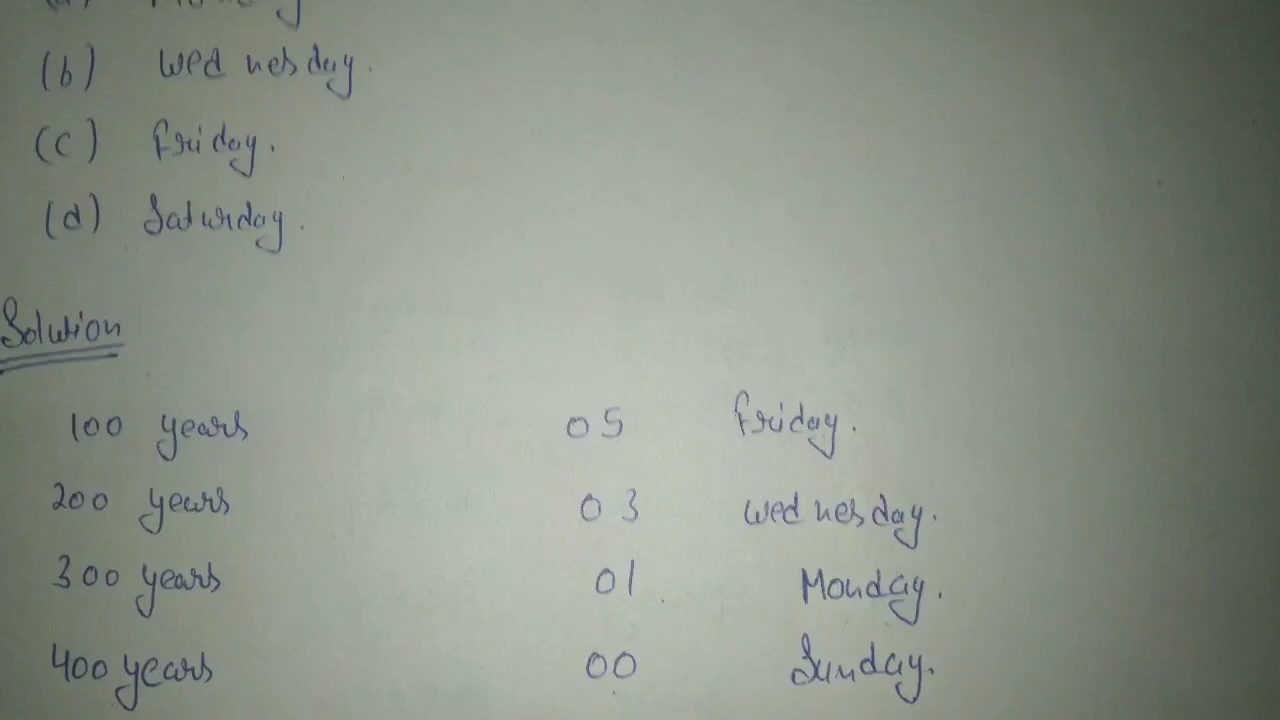 (b) Wednesday.
(c) Friday.
(d) Saturday.
Solution
100 years 05 Friday.
200 years 03 Wednesday.
300 years 01 Monday.
400 years 00 Sunday.